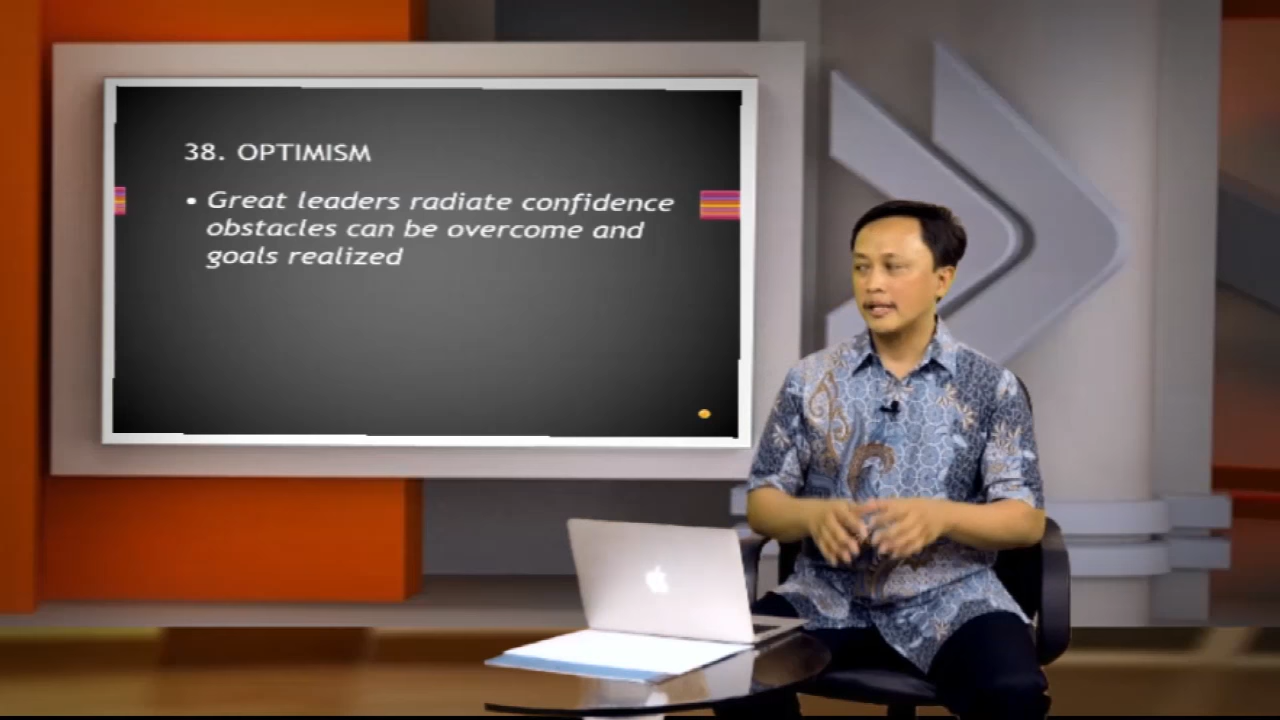 38. OPTIMISM
• Great leaders radiate confidence
obstacles can be overcome and
goals realized